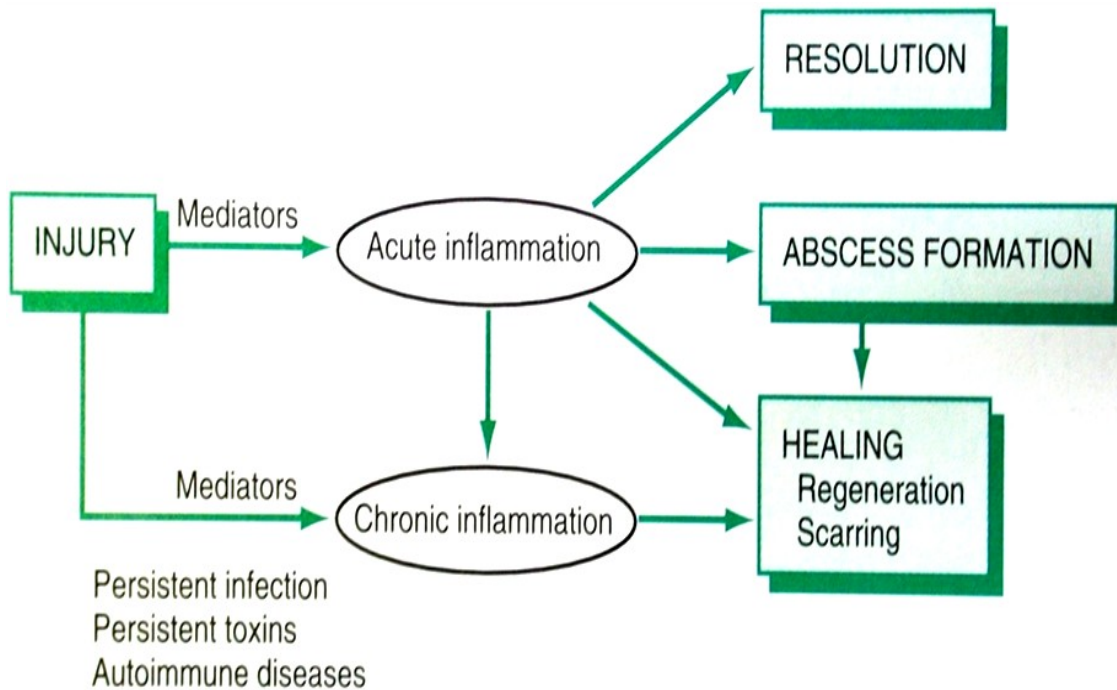 RESOLUTION
Mediators
INJURY
Acute inflammation
ABSCESS FORMATION
HEALING
Regeneration
Scarring
Mediators
Chronic inflammation
Persistent infection
Persistent toxins
Autoimmune diseases